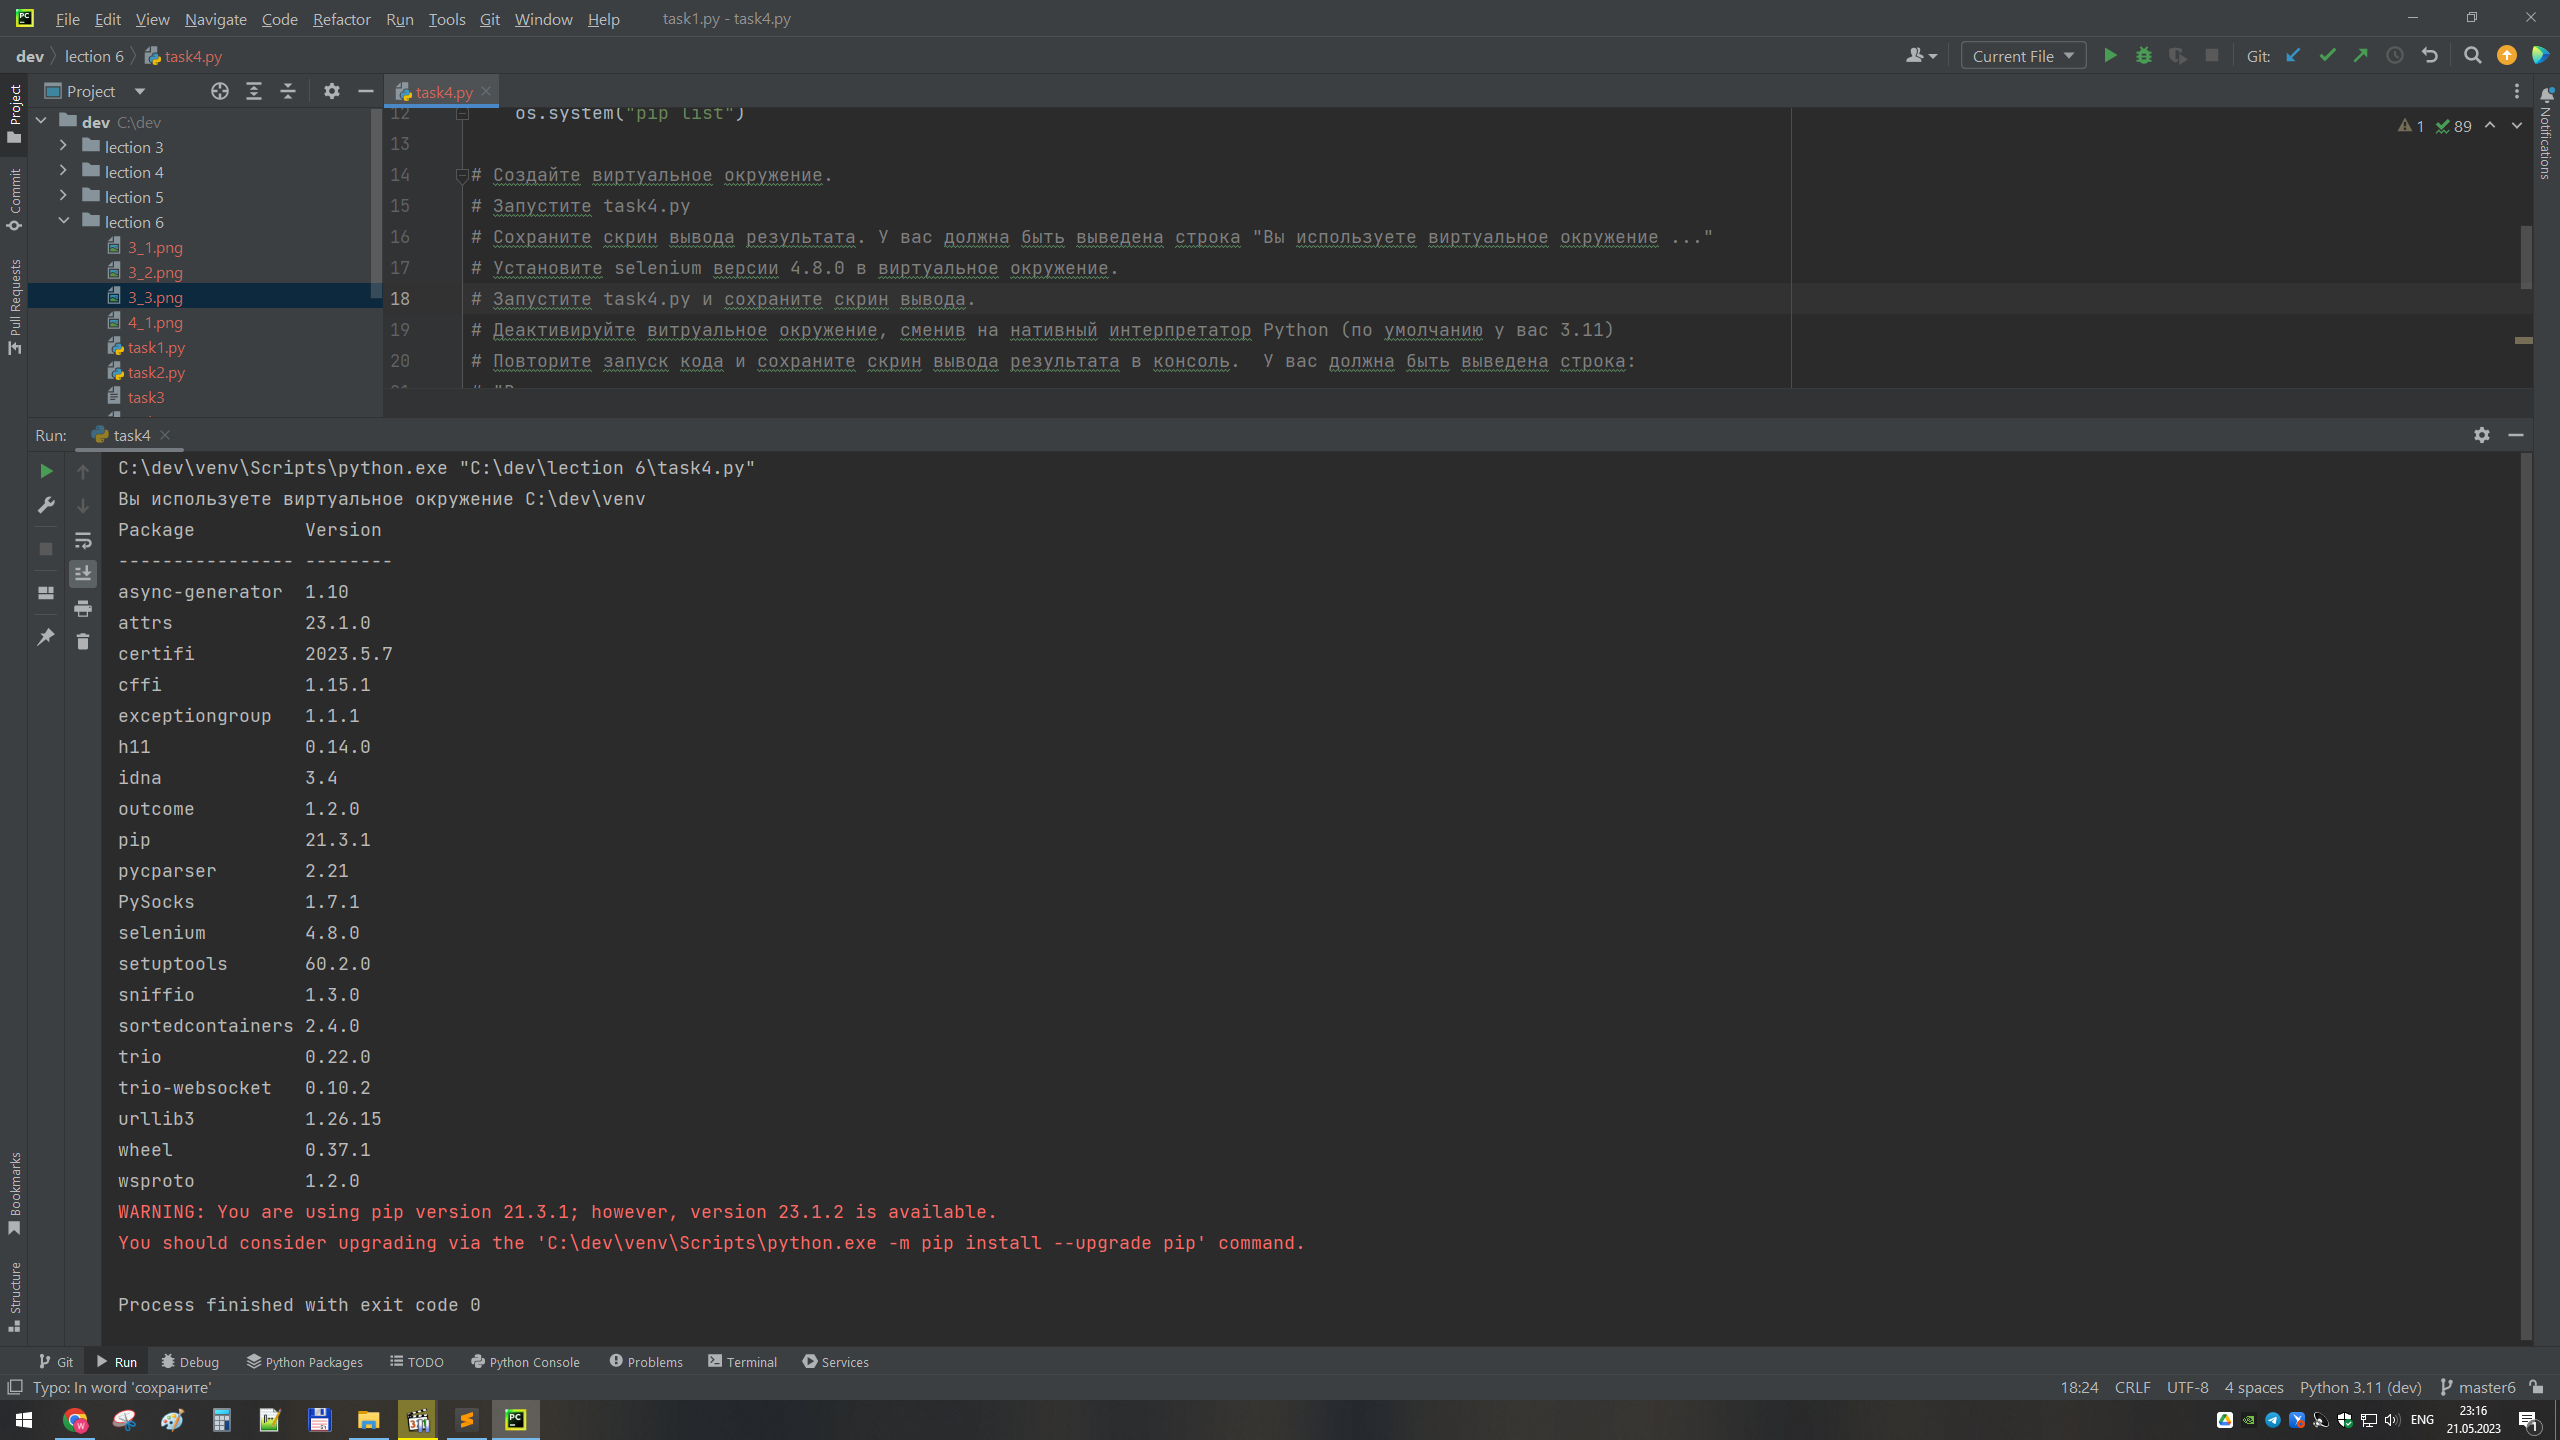 File Edit View Navigate Code Refactor Run Tools Git Window Help task1.py - task4.py
dev lection 6 task4.py
Current File
Git:
Project
task4.py
dev C:\dev
lection 3
lection 4
lection 5
lection 6
3_1.png
3_2.png
3_3.png
4_1.png
task1.py
task2.py
task3
Project
Commit
Pull Requests
Bookmarks
Structure
Notifications
1 89
12 os.system("pip list")
13
14 # Создайте виртуальное окружение.
15 # Запустите task4.py
16 # Сохраните скрин вывода результата. У вас должна быть выведена строка "Вы используете виртуальное окружение ..."
17 # Установите selenium версии 4.8.0 в виртуальное окружение.
18 # Запустите task4.py и сохраните скрин вывода.
19 # Деактивируйте витруальное окружение, сменив на нативный интерпретатор Python (по умолчанию у вас 3.11)
20 # Повторите запуск кода и сохраните скрин вывода результата в консоль.  У вас должна быть выведена строка:
Run: task4
C:\dev\venv\Scripts\python.exe "C:\dev\lection 6\task4.py"
Вы используете виртуальное окружение C:\dev\venv
Package          Version
---------------- --------
async-generator  1.10
attrs            23.1.0
certifi          2023.5.7
cffi             1.15.1
exceptiongroup   1.1.1
h11              0.14.0
idna             3.4
outcome          1.2.0
pip              21.3.1
pycparser        2.21
PySocks          1.7.1
selenium         4.8.0
setuptools       60.2.0
sniffio          1.3.0
sortedcontainers 2.4.0
trio             0.22.0
trio-websocket   0.10.2
urllib3          1.26.15
wheel            0.37.1
wsproto          1.2.0
WARNING: You are using pip version 21.3.1; however, version 23.1.2 is available.
You should consider upgrading via the 'C:\dev\venv\Scripts\python.exe -m pip install --upgrade pip' command.
Process finished with exit code 0
Git Run Debug Python Packages TODO Python Console Problems Terminal Services
Typo: In word 'сохраните'
18:24 CRLF UTF-8 4 spaces Python 3.11 (dev) master6
ENG
23:16
21.05.2023
1